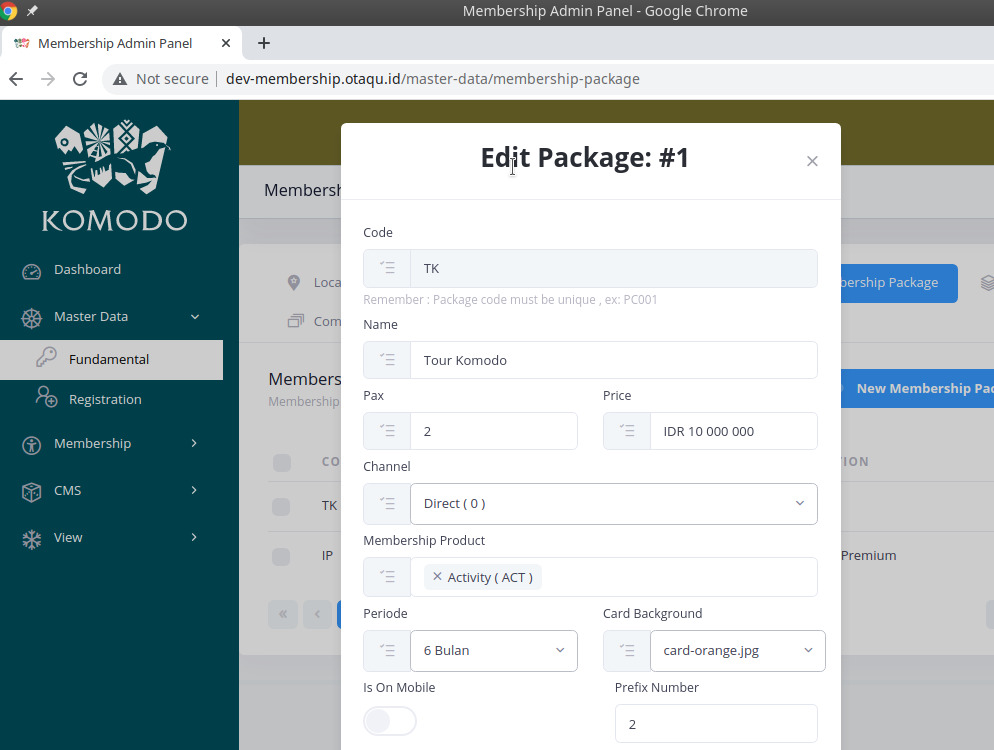 Membership Admin Panel - Google Chrome
Membership Admin Panel
Not secure
dev-membership.otaqu.id/master-data/membership-package
KOMODO
Dashboard
Master Data
Fundamental
Registration
Membership
CMS
View
Edit Package: #1
Code
TK
Remember : Package code must be unique , ex: PC001
Name
Tour Komodo
Pax
Price
2
IDR 10 000 000
Channel
Direct ( 0 )
Membership Product
Activity ( ACT )
Periode
Card Background
6 Bulan
card-orange.jpg
Is On Mobile
Prefix Number
2
Membersh
Loca
bership Package
Com
Members
New Membership Pac
Membership
CO
ION
TK
IP
Premium